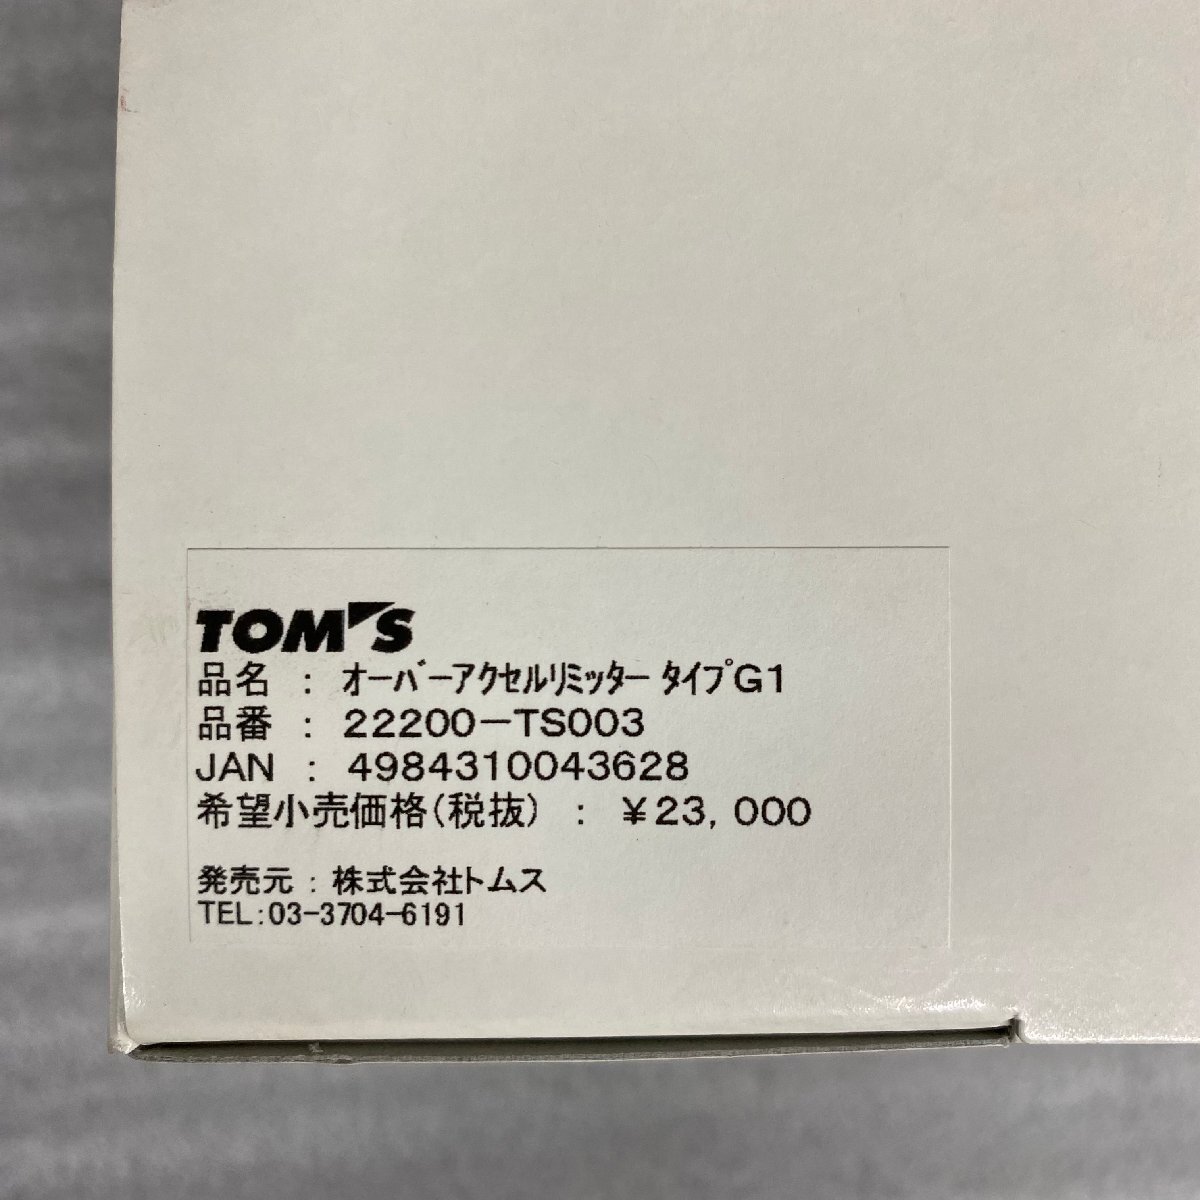 TOM'S
品名 : オーバーアクセルリミッター タイプG1
品番 : 22200-TS003
JAN : 4984310043628
希望小売価格(税抜) : ¥23,000
発売元 : 株式会社トムス
TEL:03-3704-6191